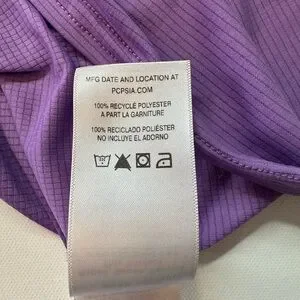 MFG DATE AND LOCATION AT
PCPSIA.COM
100% RECYCLÉ POLYESTER
A PART LA GARNITURE
100% RECICLADO POLIÉSTER
NO INCLUYE EL ADORNO